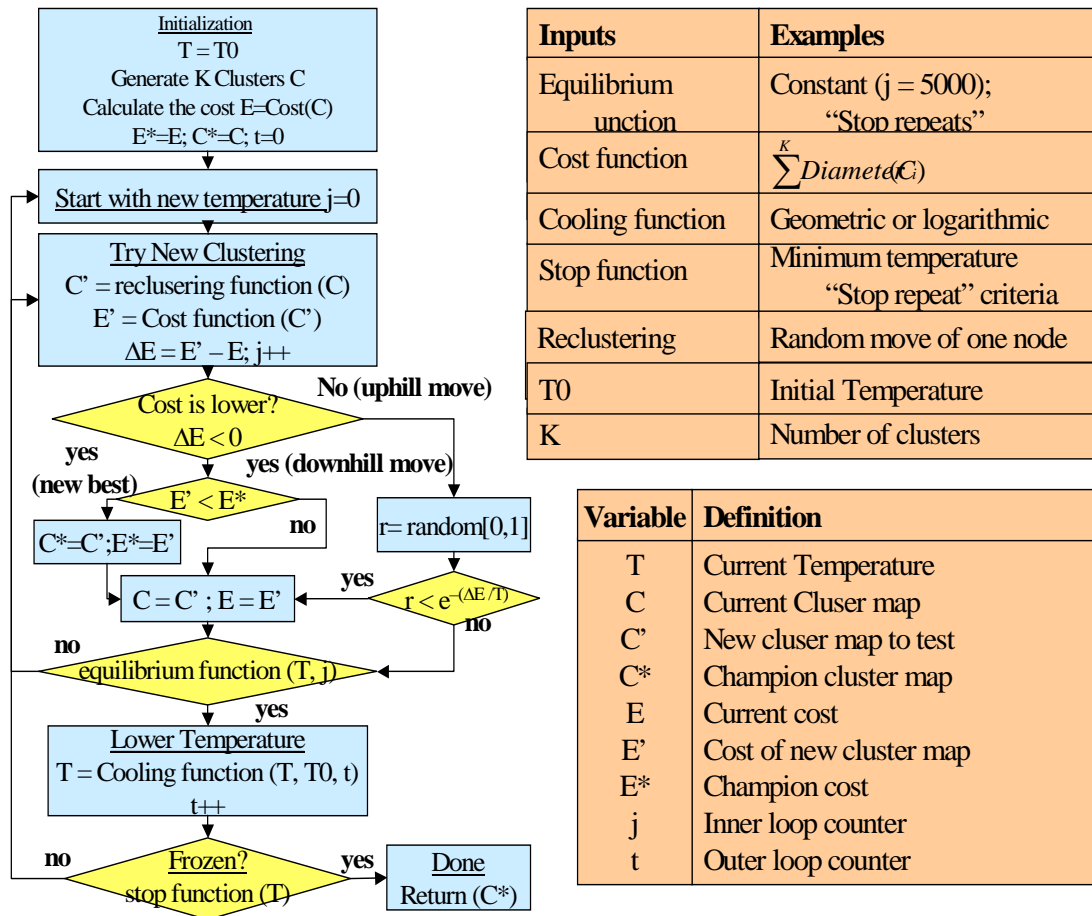 Initialization
T = T0
Generate K Clusters C
Calculate the cost E=Cost(C)
E*=E; C*=C; t=0
Start with new temperature j=0
Try New Clustering
C’ = reclusering function (C)
E’ = Cost function (C’)
ΔE = E’ – E; j++
No (uphill move)
Cost is lower?
ΔE < 0
yes
(new best)
yes (downhill move)
E’ < E*
no
r= random[0,1]
C*=C’;E*=E’
C = C’ ; E = E’
yes
r < e–(ΔE/T)
no
no
equilibrium function (T, j)
yes
Lower Temperature
T = Cooling function (T, T0, t)
t++
no
Frozen?
stop function (T)
yes
Done
Return (C*)
Inputs Examples
Equilibrium Constant (j = 5000);
unction “Stop repeats”
Cost function K∑Diameter(Ci)
Cooling function Geometric or logarithmic
Stop function Minimum temperature
“Stop repeat” criteria
Reclustering Random move of one node
T0 Initial Temperature
K Number of clusters
Variable Definition
T Current Temperature
C Current Cluser map
C’ New cluser map to test
C* Champion cluster map
E Current cost
E’ Cost of new cluster map
E* Champion cost
j Inner loop counter
t Outer loop counter